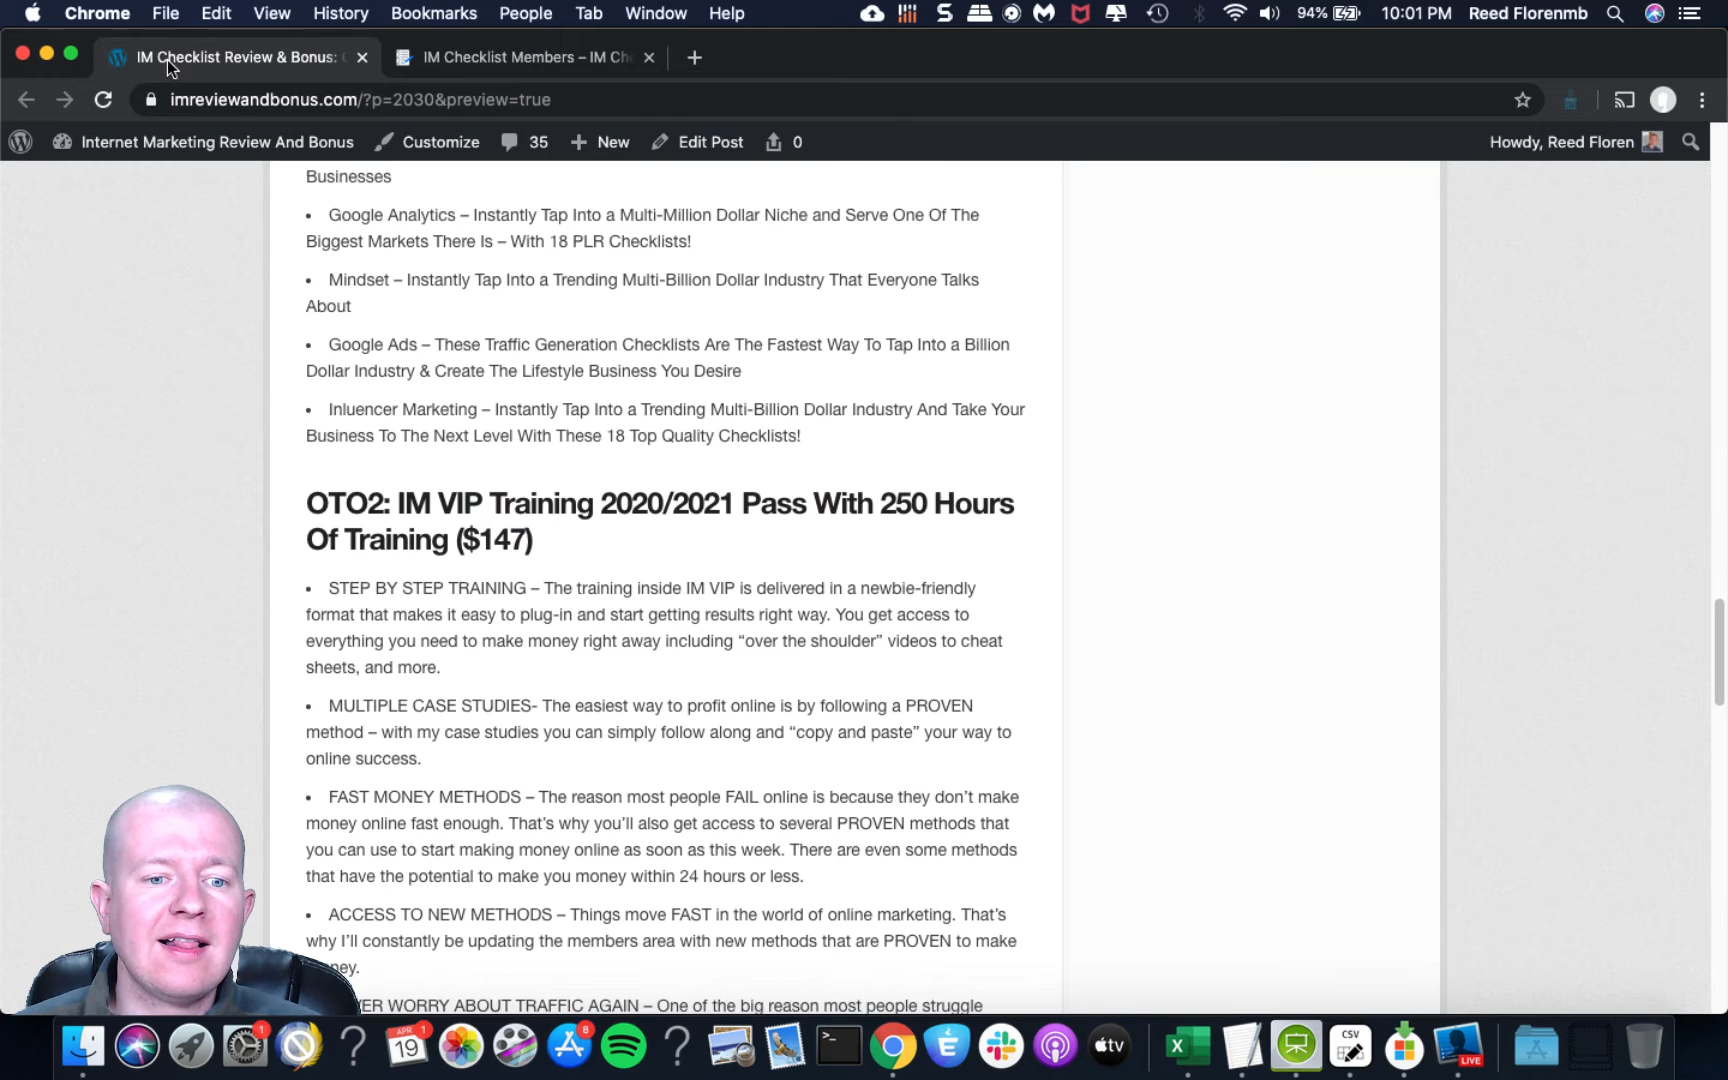 Chrome File Edit View History Bookmarks People Tab Window Help 94% 10:01 PM Reed Florenmb
IM Checklist Review & Bonus: IM Checklist Members – IM Che
imreviewandbonus.com/?p=2030&preview=true
Internet Marketing Review And Bonus Customize 35 New Edit Post 0 Howdy, Reed Floren
Businesses
• Google Analytics – Instantly Tap Into a Multi-Million Dollar Niche and Serve One Of The
Biggest Markets There Is – With 18 PLR Checklists!
• Mindset – Instantly Tap Into a Trending Multi-Billion Dollar Industry That Everyone Talks
About
• Google Ads – These Traffic Generation Checklists Are The Fastest Way To Tap Into a Billion
Dollar Industry & Create The Lifestyle Business You Desire
• Inluencer Marketing – Instantly Tap Into a Trending Multi-Billion Dollar Industry And Take Your
Business To The Next Level With These 18 Top Quality Checklists!
OTO2: IM VIP Training 2020/2021 Pass With 250 Hours
Of Training ($147)
• STEP BY STEP TRAINING – The training inside IM VIP is delivered in a newbie-friendly
format that makes it easy to plug-in and start getting results right way. You get access to
everything you need to make money right away including “over the shoulder” videos to cheat
sheets, and more.
• MULTIPLE CASE STUDIES- The easiest way to profit online is by following a PROVEN
method – with my case studies you can simply follow along and “copy and paste” your way to
online success.
• FAST MONEY METHODS – The reason most people FAIL online is because they don’t make
money online fast enough. That’s why you’ll also get access to several PROVEN methods that
you can use to start making money online as soon as this week. There are even some methods
that have the potential to make you money within 24 hours or less.
• ACCESS TO NEW METHODS – Things move FAST in the world of online marketing. That’s
why I’ll constantly be updating the members area with new methods that are PROVEN to make
ney.
ER WORRY ABOUT TRAFFIC AGAIN – One of the big reason most people struggle
1 APR 1 19 8 tv X CSV LIVE